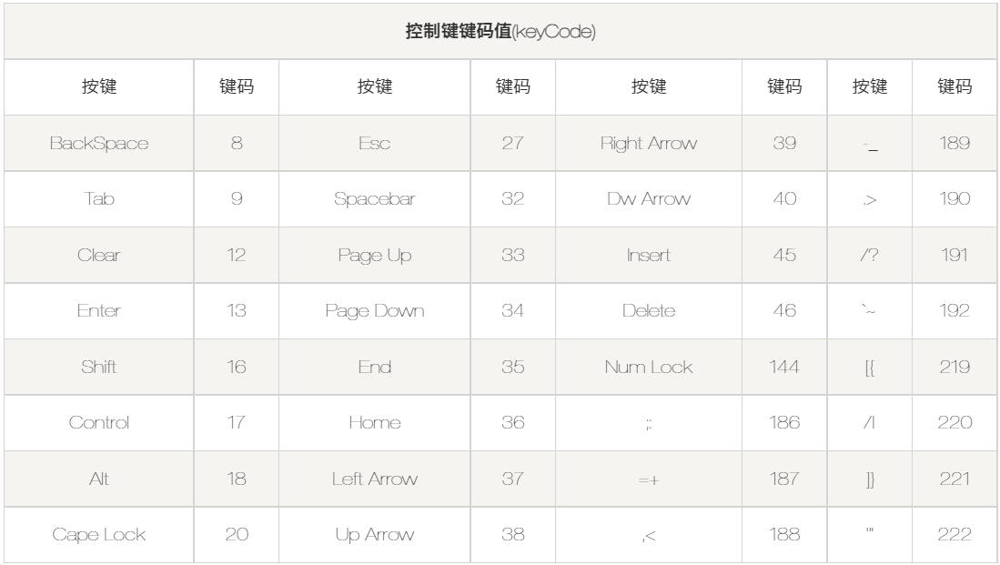 控制键键码值(keyCode)
按键 键码 按键 键码 按键 键码 按键 键码
BackSpace 8 Esc 27 Right Arrow 39 -_ 189
Tab 9 Spacebar 32 Dw Arrow 40 .> 190
Clear 12 Page Up 33 Insert 45 /? 191
Enter 13 Page Down 34 Delete 46 `~ 192
Shift 16 End 35 Num Lock 144 [{ 219
Control 17 Home 36 ;: 186 /| 220
Alt 18 Left Arrow 37 =+ 187 ]} 221
Cape Lock 20 Up Arrow 38 ,< 188 '" 222